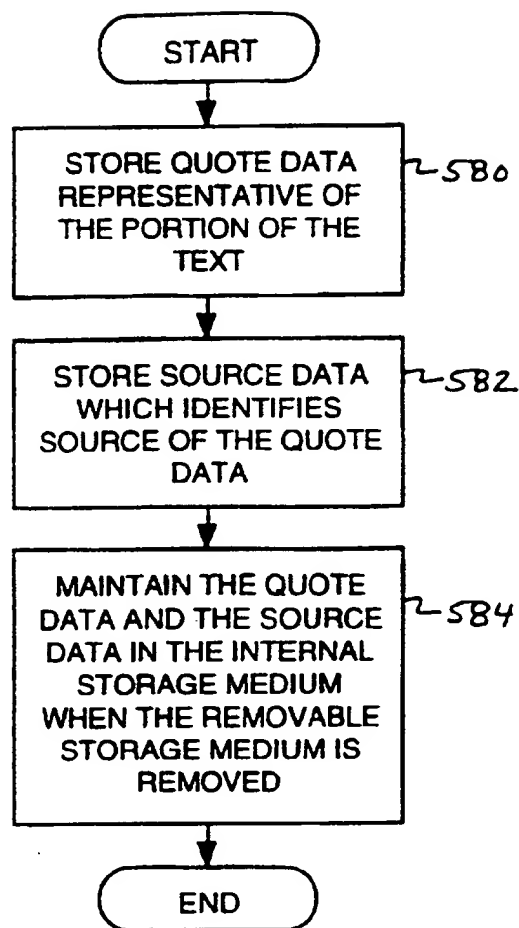 START
STORE QUOTE DATA
REPRESENTATIVE OF
THE PORTION OF THE
TEXT
580
STORE SOURCE DATA
WHICH IDENTIFIES
SOURCE OF THE QUOTE
DATA
582
MAINTAIN THE QUOTE
DATA AND THE SOURCE
DATA IN THE INTERNAL
STORAGE MEDIUM
WHEN THE REMOVABLE
STORAGE MEDIUM IS
REMOVED
584
END